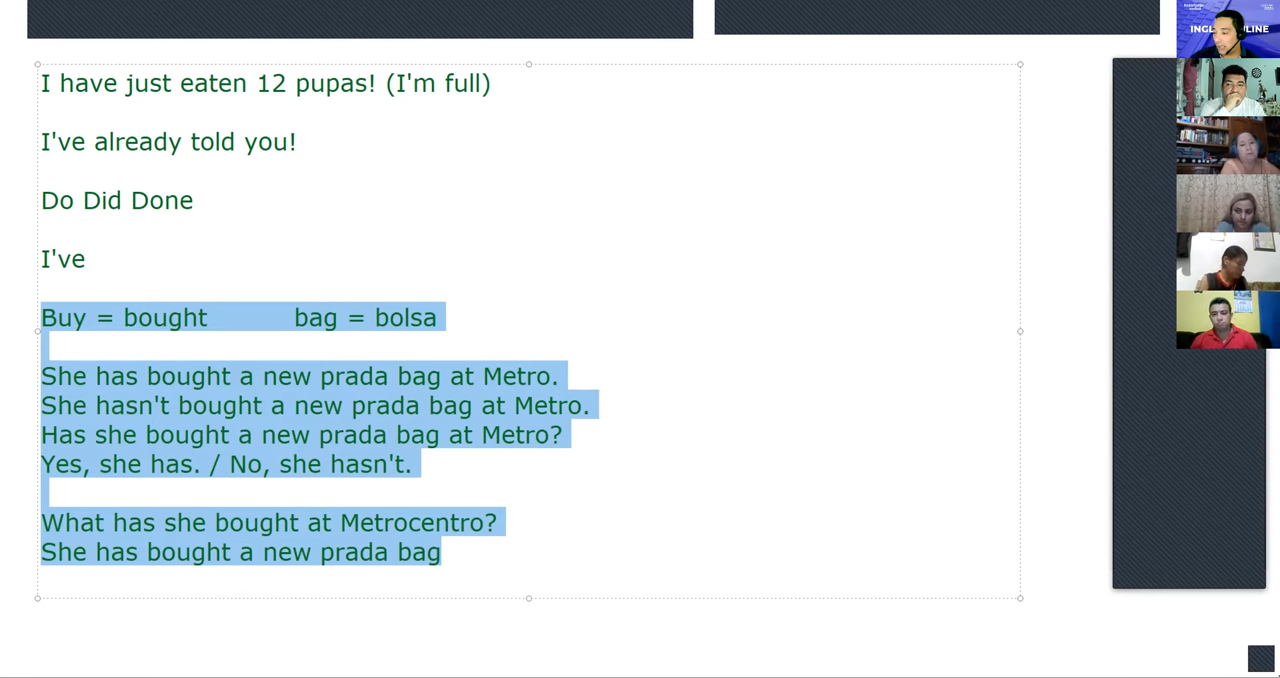 I have just eaten 12 pupas! (I'm full)
I've already told you!
Do Did Done
I've
Buy = bought bag = bolsa
She has bought a new prada bag at Metro.
She hasn't bought a new prada bag at Metro.
Has she bought a new prada bag at Metro?
Yes, she has. / No, she hasn't.
What has she bought at Metrocentro?
She has bought a new prada bag